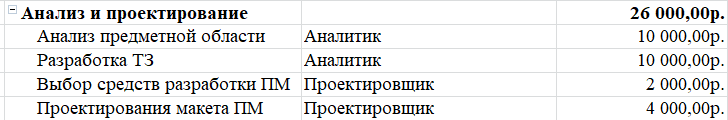 Анализ и проектирование 26 000,00р.
Анализ предметной области Аналитик 10 000,00р.
Разработка ТЗ Аналитик 10 000,00р.
Выбор средств разработки ПМ Проектировщик 2 000,00р.
Проектирования макета ПМ Проектировщик 4 000,00р.